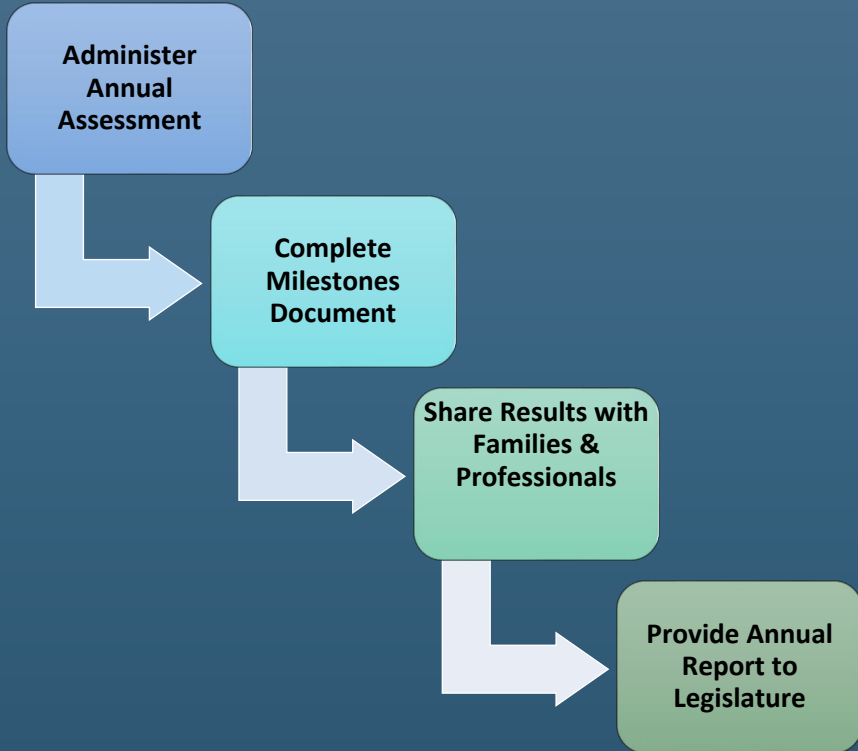 Administer
Annual
Assessment
Complete
Milestones
Document
Share Results with
Families &
Professionals
Provide Annual
Report to
Legislature